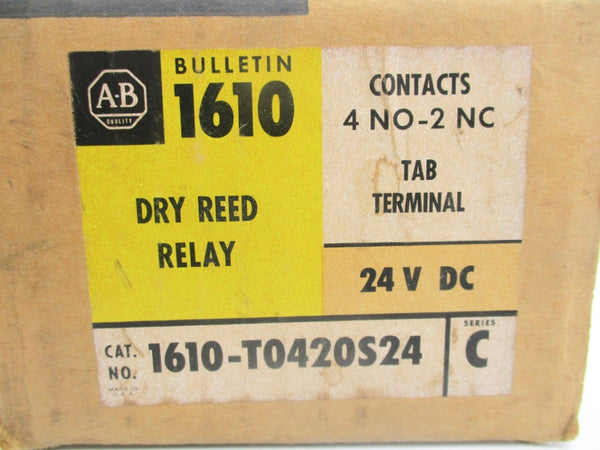 A-B
QUALITY
BULLETIN
1610
DRY REED
RELAY
CONTACTS
4 NO-2 NC
TAB
TERMINAL
24 V DC
CAT.
NO.
1610-T0420S24
SERIES
C
MADE IN
U.S.A.